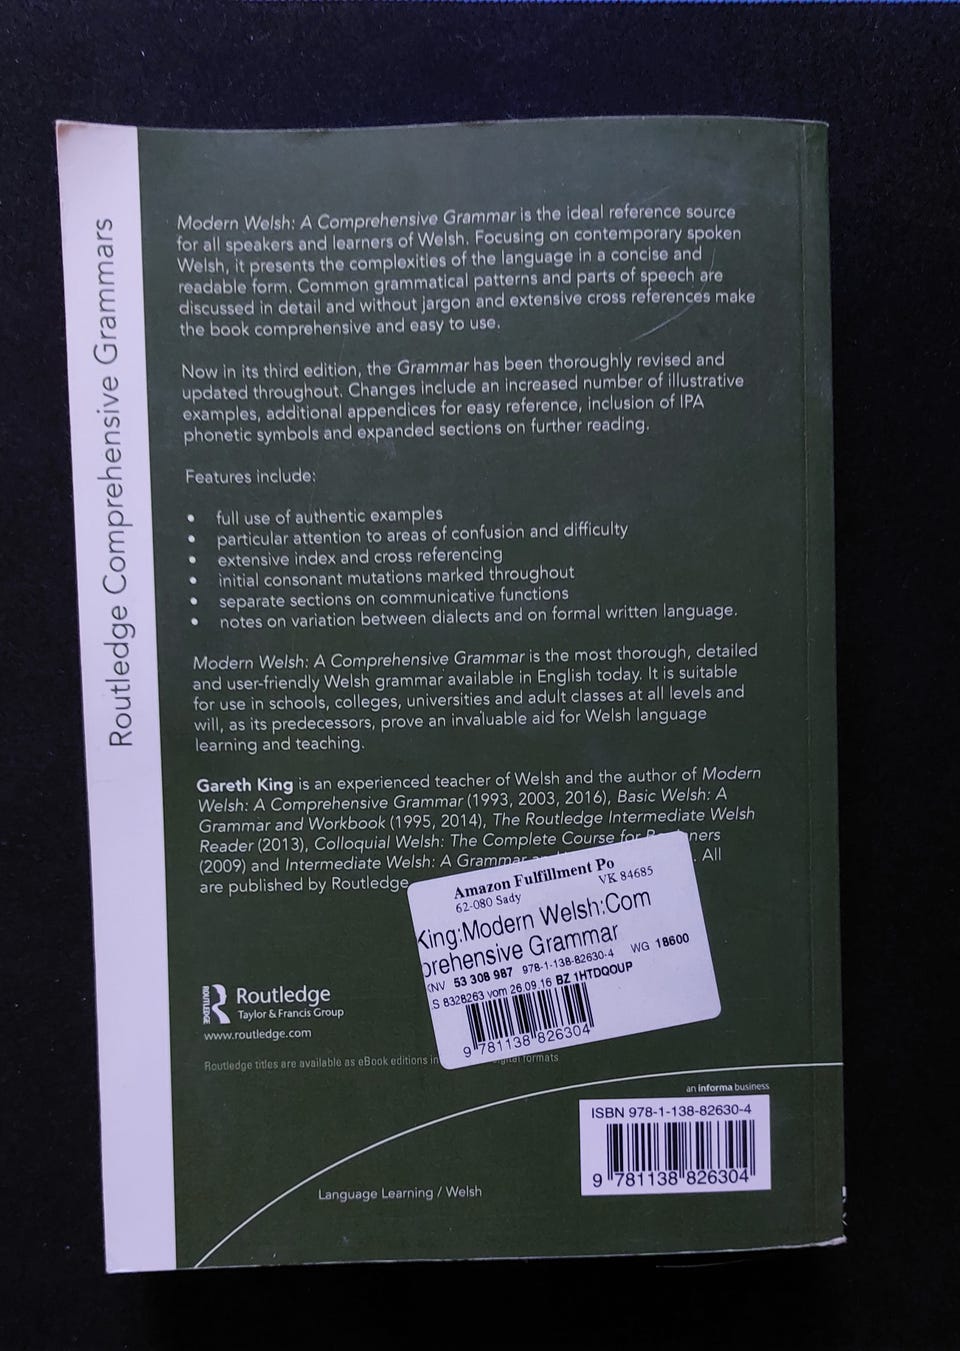 Routledge Comprehensive Grammars
Modern Welsh: A Comprehensive Grammar is the ideal reference source
for all speakers and learners of Welsh. Focusing on contemporary spoken
Welsh, it presents the complexities of the language in a concise and
readable form. Common grammatical patterns and parts of speech are
discussed in detail and without jargon and extensive cross references make
the book comprehensive and easy to use.
Now in its third edition, the Grammar has been thoroughly revised and
updated throughout. Changes include an increased number of illustrative
examples, additional appendices for easy reference, inclusion of IPA
phonetic symbols and expanded sections on further reading.
Features include:
• full use of authentic examples
• particular attention to areas of confusion and difficulty
• extensive index and cross referencing
• initial consonant mutations marked throughout
• separate sections on communicative functions
• notes on variation between dialects and on formal written language.
Modern Welsh: A Comprehensive Grammar is the most thorough, detailed
and user-friendly Welsh grammar available in English today. It is suitable
for use in schools, colleges, universities and adult classes at all levels and
will, as its predecessors, prove an invaluable aid for Welsh language
learning and teaching.
Gareth King is an experienced teacher of Welsh and the author of Modern
Welsh: A Comprehensive Grammar (1993, 2003, 2016), Basic Welsh: A
Grammar and Workbook (1995, 2014), The Routledge Intermediate Welsh
Reader (2013), Colloquial Welsh: The Complete Course for
(2009) and Intermediate Welsh: A Grammar . All
are published by Routledge
Amazon Fulfillment Po
62-080 Sady VK 84685
King:Modern Welsh:Com
prehensive Grammar
KNV 53 308 987 978-1-138-82630-4 WG 18600
S 8328263 vom 26.09.16 BZ 1HTDQOUP
9 781138 826304
ROUTLEDGE
Routledge
Taylor & Francis Group
www.routledge.com
Routledge titles are available as eBook editions in formats
an informa business
ISBN 978-1-138-82630-4
9 781138 826304
Language Learning / Welsh